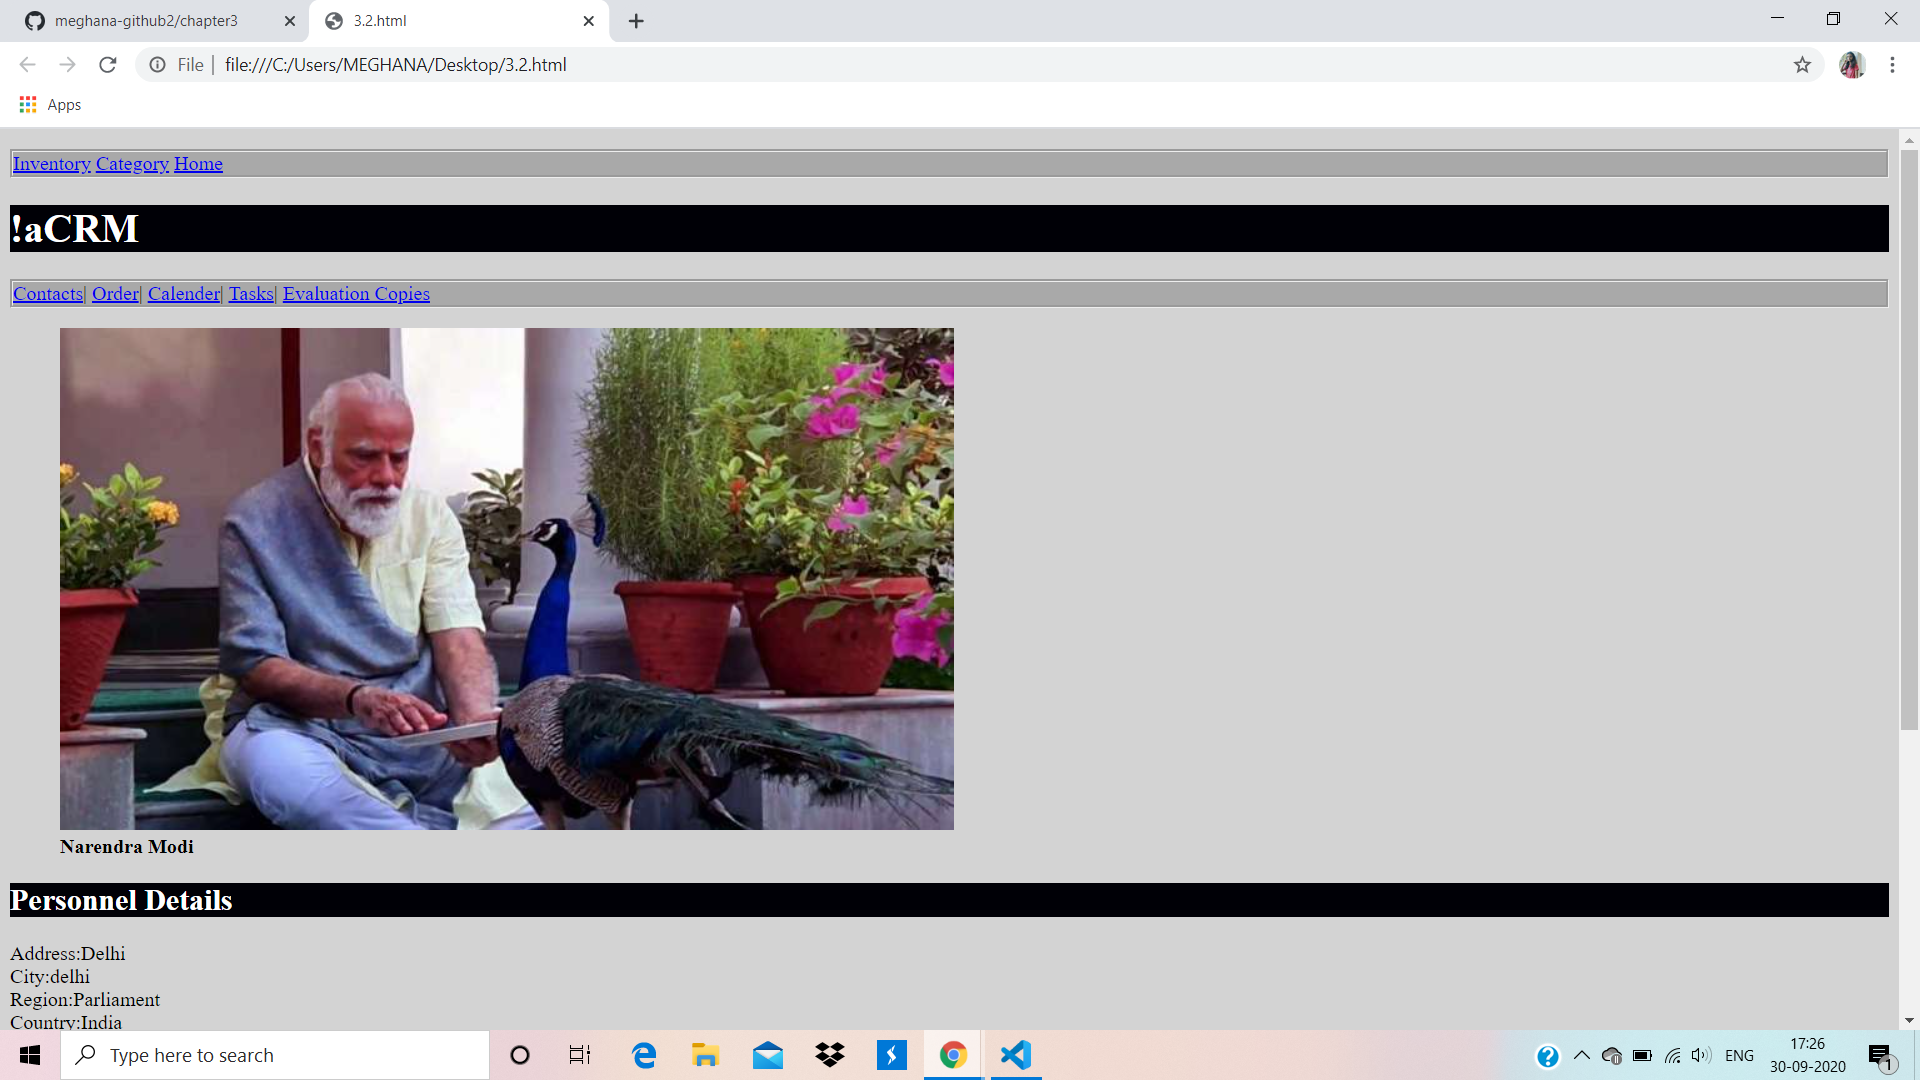 meghana-github2/chapter3
3.2.html
File | file:///C:/Users/MEGHANA/Desktop/3.2.html
Apps
Inventory Category Home
!aCRM
Contacts| Order| Calender| Tasks| Evaluation Copies
Narendra Modi
Personnel Details
Address:Delhi
City:delhi
Region:Parliament
Country:India
Type here to search
ENG
17:26
30-09-2020
1